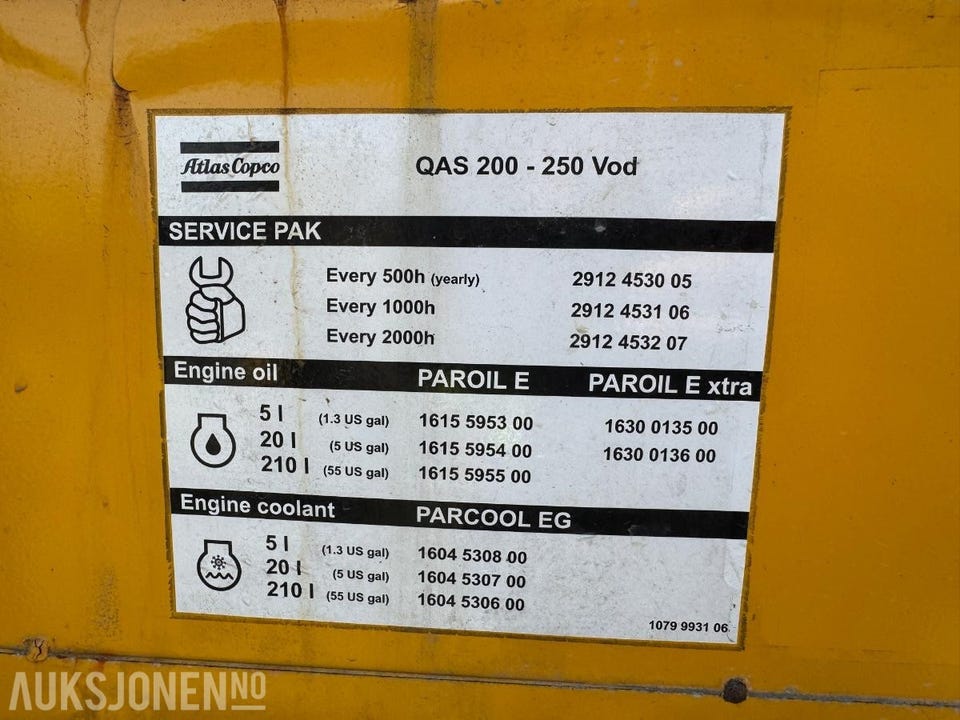 Atlas Copco
QAS 200 - 250 Vod
SERVICE PAK
Every 500h (yearly) 2912 4530 05
Every 1000h 2912 4531 06
Every 2000h 2912 4532 07
Engine oil PAROIL E PAROIL E xtra
5 l (1.3 US gal) 1615 5953 00 1630 0135 00
20 l (5 US gal) 1615 5954 00 1630 0136 00
210 l (55 US gal) 1615 5955 00
Engine coolant PARCOOL EG
5 l (1.3 US gal) 1604 5308 00
20 l (5 US gal) 1604 5307 00
210 l (55 US gal) 1604 5306 00
1079 9931 06
AUKSJONEN NO